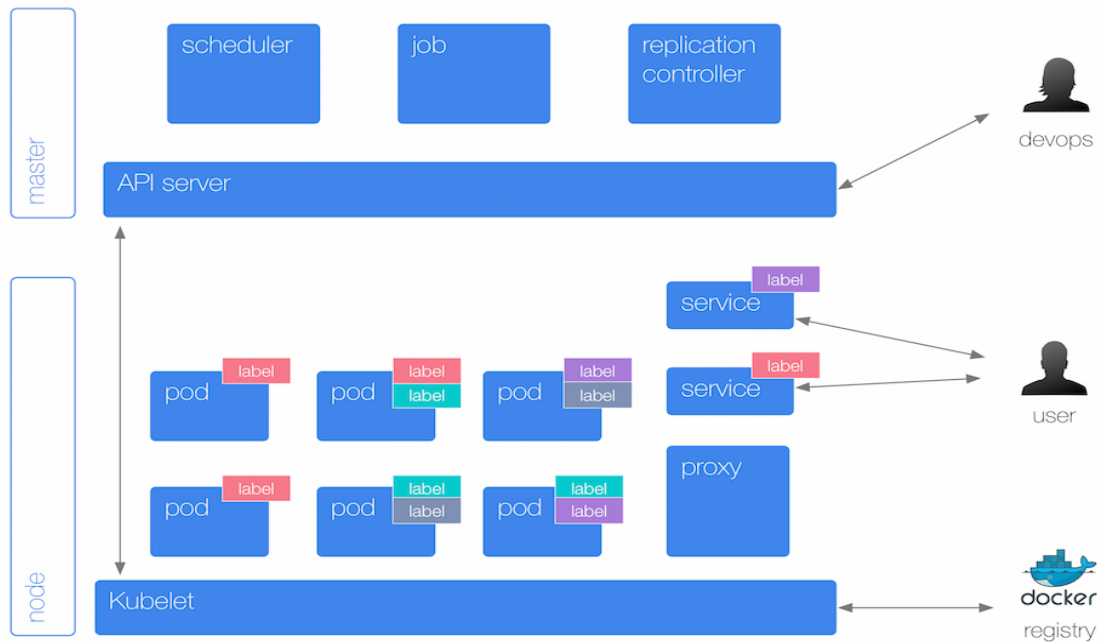 scheduler
job
replication
controller
devops
master
API server
label
service
label
service
user
label
pod
label
label
pod
label
label
pod
proxy
label
pod
label
label
pod
label
label
pod
node
Kubelet
docker
registry